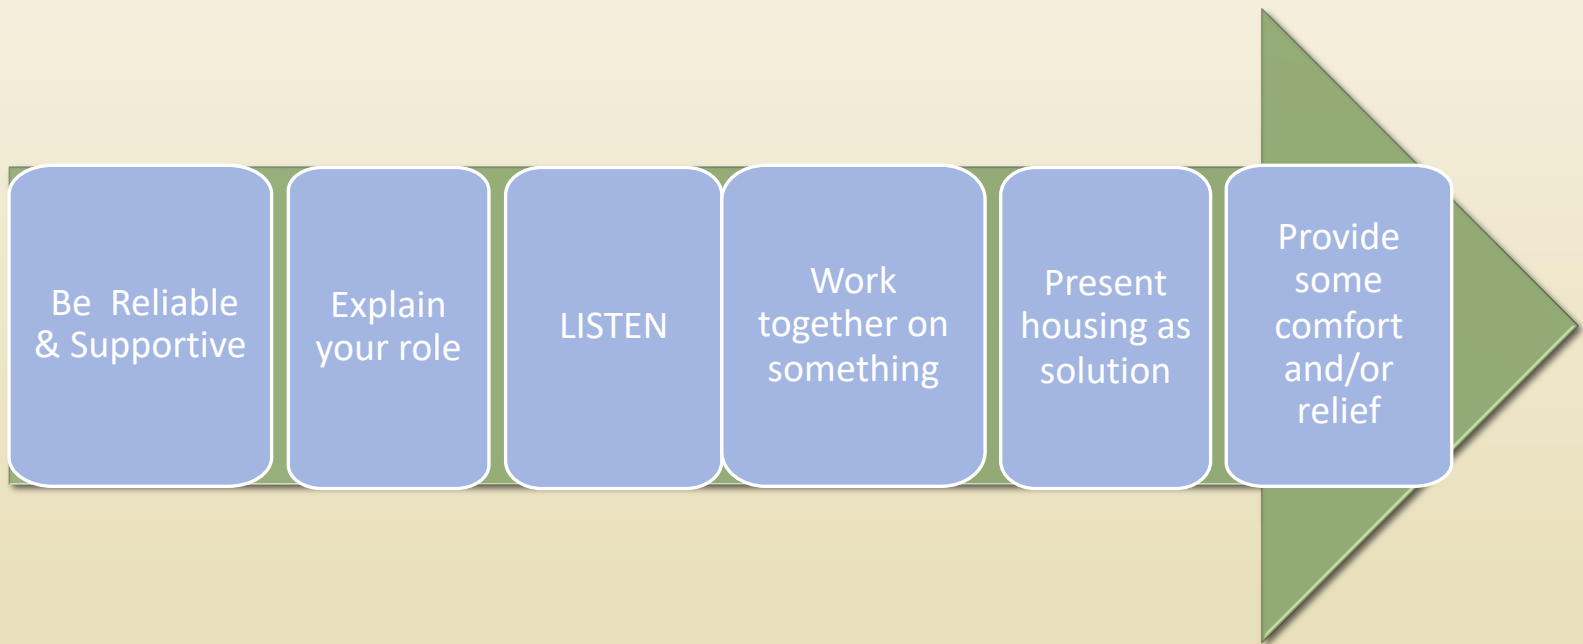 Be  Reliable
& Supportive
Explain
your role
LISTEN
Work
together on
something
Present
housing as
solution
Provide
some
comfort
and/or
relief